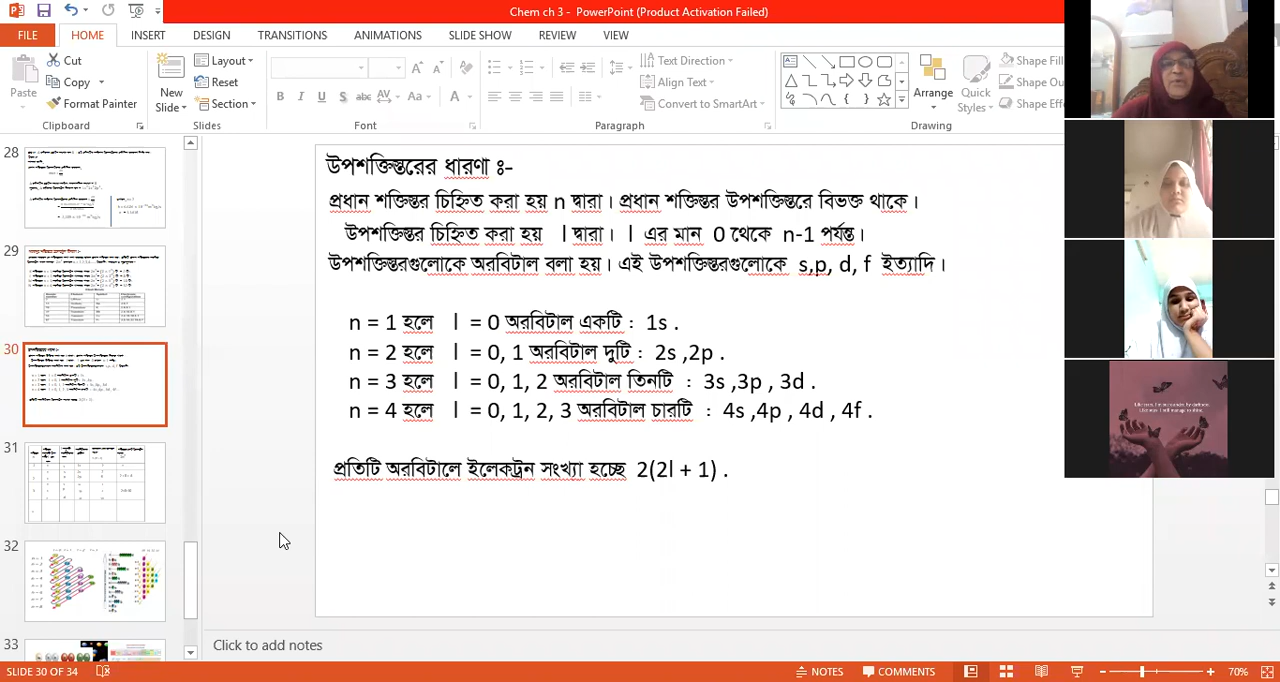 Chem ch 3 - PowerPoint (Product Activation Failed)
FILE HOME INSERT DESIGN TRANSITIONS ANIMATIONS SLIDE SHOW REVIEW VIEW
Cut
Copy
Format Painter
Paste
Clipboard
New Slide
Layout
Reset
Section
Slides
B I U S abc AV Aa A
Font
Text Direction
Align Text
Convert to SmartArt
Paragraph
Arrange
Quick Styles
Shape Fill
Shape
Shape Effe
Drawing
উপশক্তিস্তরের ধারণা ঃ-
প্রধান শক্তিস্তর চিহ্নিত করা হয় n দ্বারা। প্রধান শক্তিস্তর উপশক্তিস্তরে বিভক্ত থাকে।
উপশক্তিস্তর চিহ্নিত করা হয় l দ্বারা। l এর মান 0 থেকে n-1 পর্যন্ত।
উপশক্তিস্তরগুলোকে অরবিটাল বলা হয়। এই উপশক্তিস্তরগুলোকে s,p, d, f ইত্যাদি।
n = 1 হলে l = 0 অরবিটাল একটি : 1s .
n = 2 হলে l = 0, 1 অরবিটাল দুটি : 2s ,2p .
n = 3 হলে l = 0, 1, 2 অরবিটাল তিনটি : 3s ,3p , 3d .
n = 4 হলে l = 0, 1, 2, 3 অরবিটাল চারটি : 4s ,4p , 4d , 4f .
প্রতিটি অরবিটালে ইলেকট্রন সংখ্যা হচ্ছে 2(2l + 1) .
28
29
30
31
32
33
Click to add notes
SLIDE 30 OF 34
NOTES
COMMENTS
70%